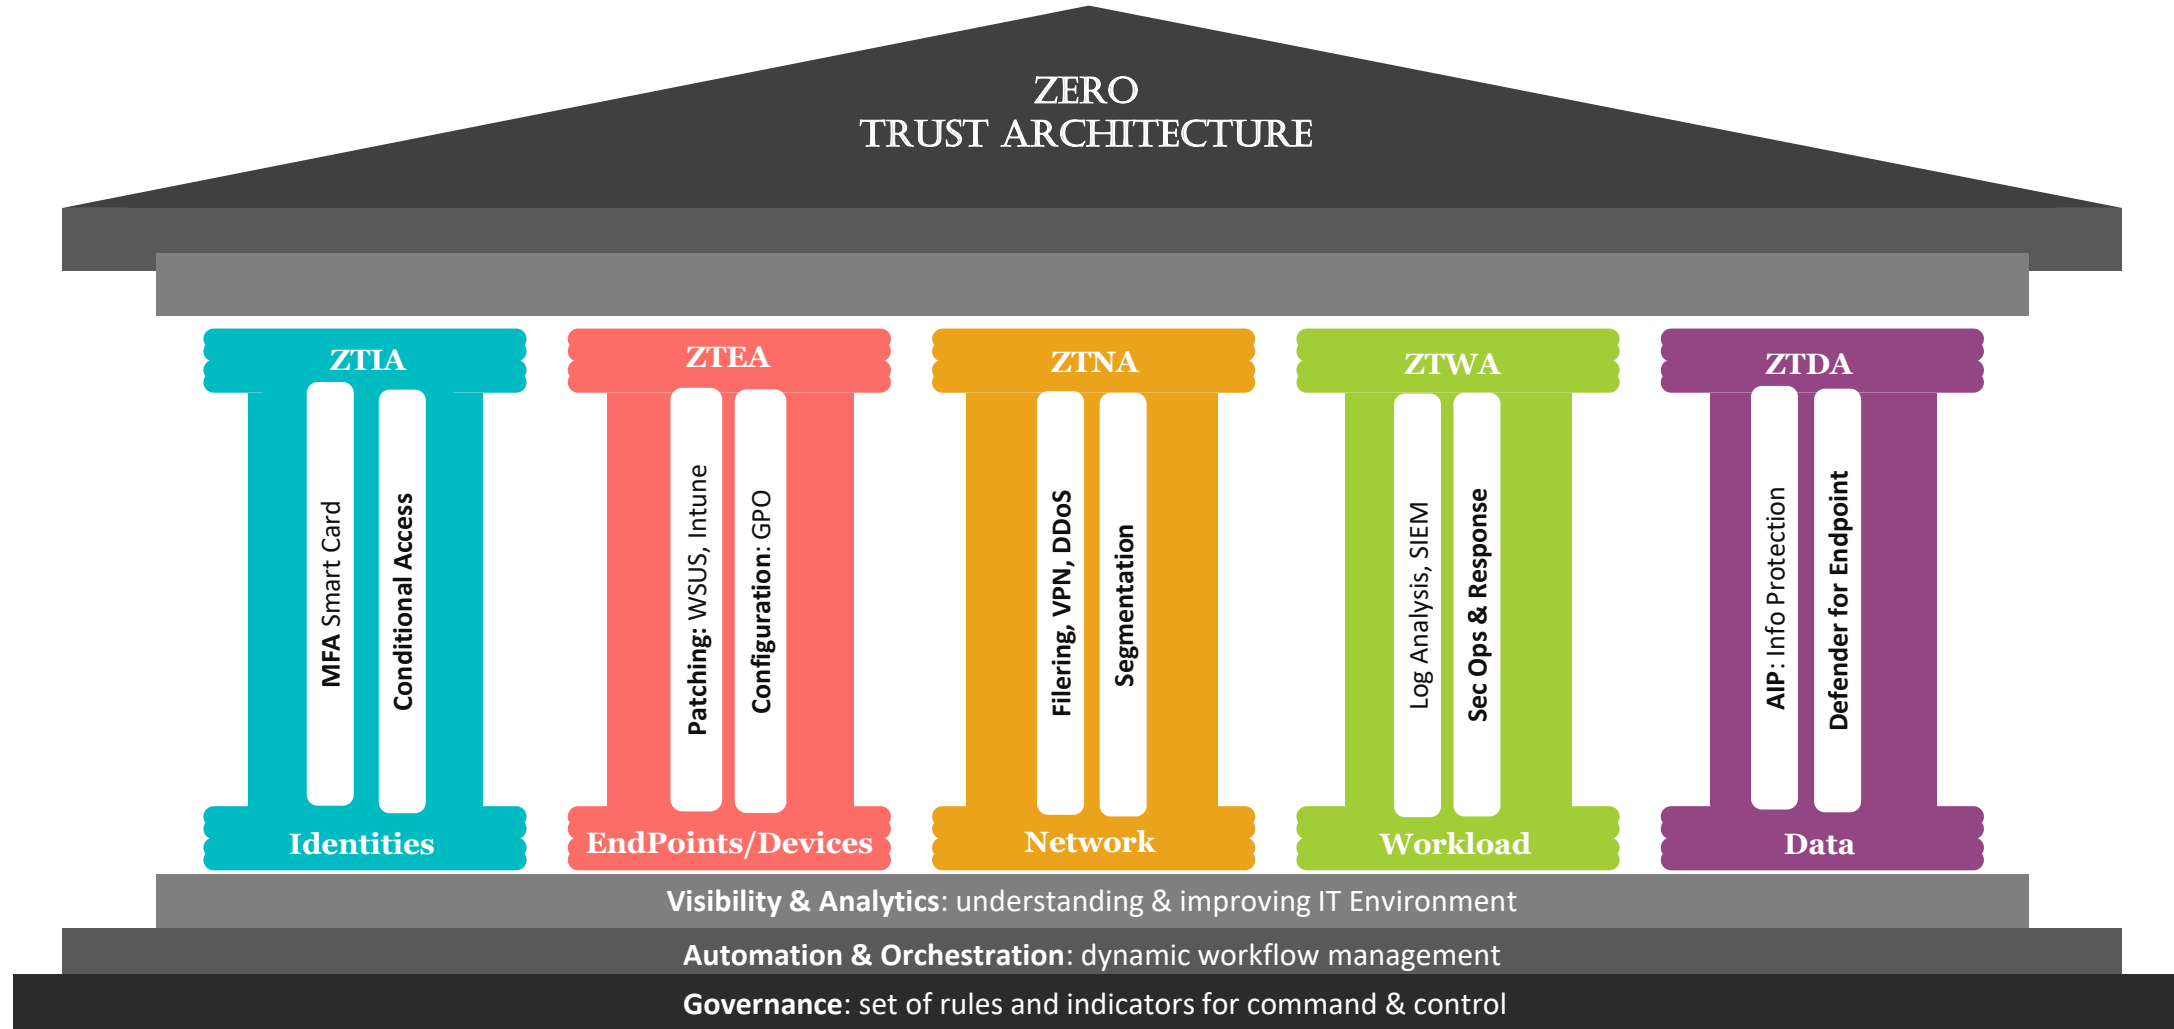 ZERO
TRUST ARCHITECTURE
ZTIA
MFA Smart Card
Conditional Access
Identities
ZTEA
Patching: WSUS, Intune
Configuration: GPO
EndPoints/Devices
ZTNA
Filering, VPN, DDoS
Segmentation
Network
ZTWA
Log Analysis, SIEM
Sec Ops & Response
Workload
ZTDA
AIP: Info Protection
Defender for Endpoint
Data
Visibility & Analytics: understanding & improving IT Environment
Automation & Orchestration: dynamic workflow management
Governance: set of rules and indicators for command & control